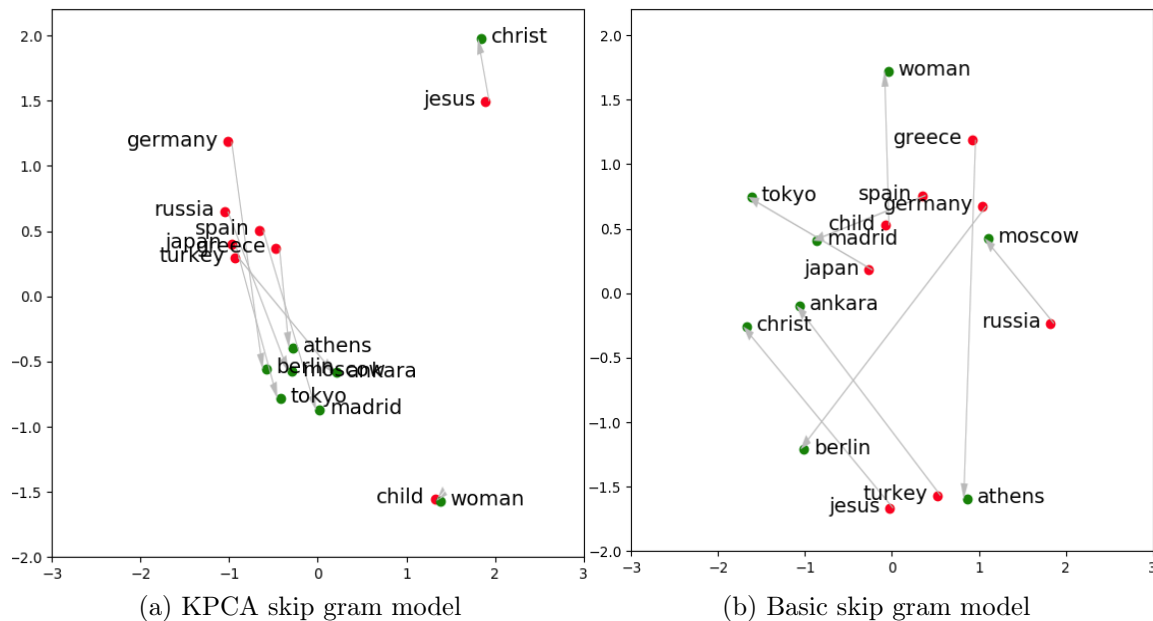 2.0
1.5
1.0
0.5
0.0
−0.5
−1.0
−1.5
−2.0
−3
−2
−1
0
1
2
3
christ
jesus
germany
russia
spain
japan
greece
turkey
athens
berlin
moscow
ankara
tokyo
madrid
child
woman
(a) KPCA skip gram model
2.0
1.5
1.0
0.5
0.0
−0.5
−1.0
−1.5
−2.0
−3
−2
−1
0
1
2
3
woman
greece
tokyo
spain
germany
child
madrid
moscow
japan
ankara
christ
russia
berlin
turkey
athens
jesus
(b) Basic skip gram model